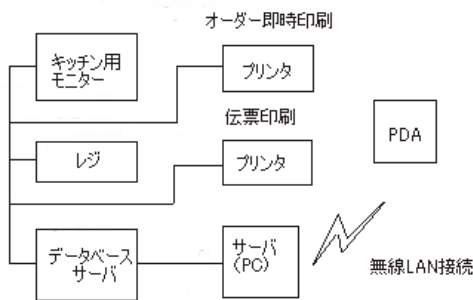 オーダー即時印刷
キッチン用
モニター
プリンタ
伝票印刷
PDA
レジ
プリンタ
データベース
サーバ
サーバ
(PC)
無線LAN接続